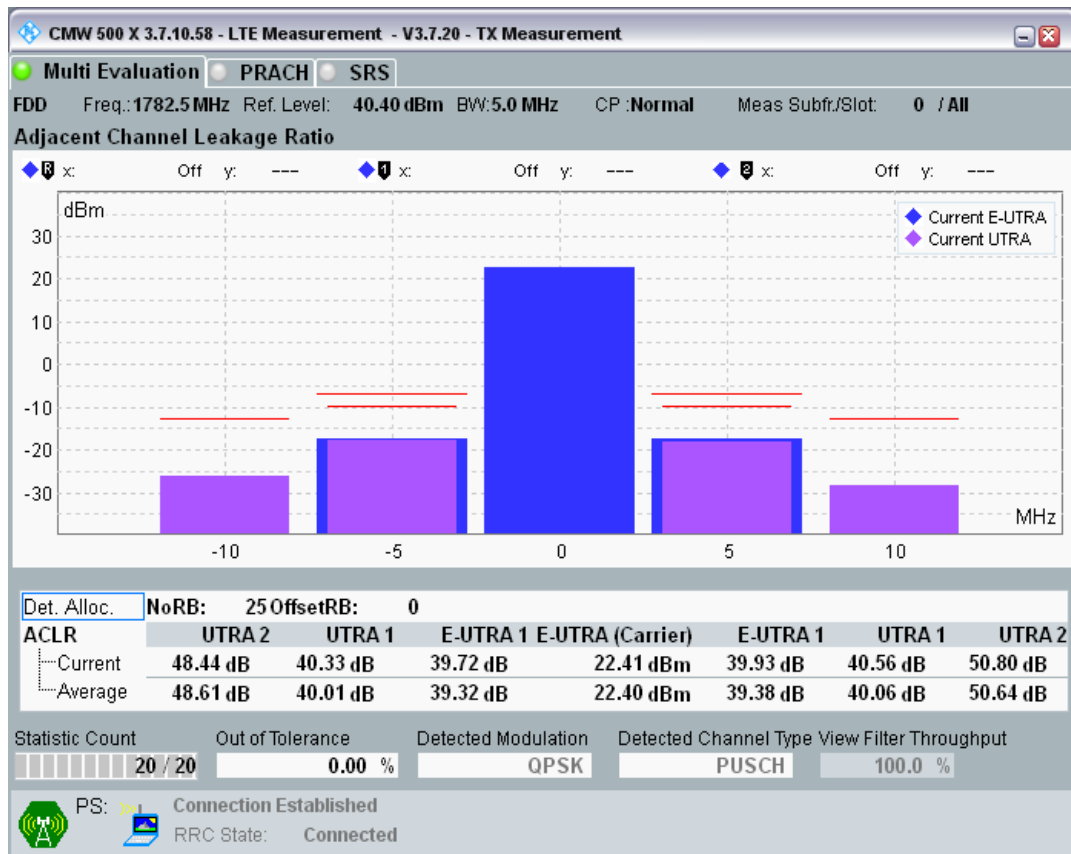 CMW 500 X 3.7.10.58 - LTE Measurement - V3.7.20 - TX Measurement
Multi Evaluation PRACH SRS
FDD Freq.:1782.5 MHz Ref. Level: 40.40 dBm BW:5.0 MHz CP :Normal Meas Subfr./Slot: 0 / All
Adjacent Channel Leakage Ratio
R x: Off y: --- 1 x: Off y: --- 2 x: Off y: ---
dBm
Current E-UTRA
Current UTRA
30
20
10
0
-10
-20
-30
MHz
-10 -5 0 5 10
Det. Alloc. NoRB: 25 OffsetRB: 0
ACLR UTRA 2 UTRA 1 E-UTRA 1 E-UTRA (Carrier) E-UTRA 1 UTRA 1 UTRA 2
Current 48.44 dB 40.33 dB 39.72 dB 22.41 dBm 39.93 dB 40.56 dB 50.80 dB
Average 48.61 dB 40.01 dB 39.32 dB 22.40 dBm 39.38 dB 40.06 dB 50.64 dB
Statistic Count Out of Tolerance Detected Modulation Detected Channel Type View Filter Throughput
20 / 20 0.00 % QPSK PUSCH 100.0 %
PS: Connection Established
RRC State: Connected